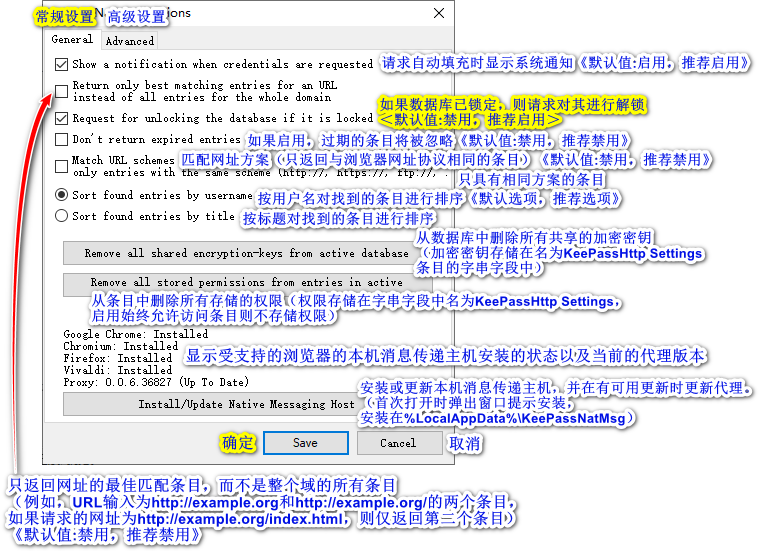 常规设置 高级设置
General Advanced
Show a notification when credentials are requested 请求自动填充时显示系统通知《默认值:启用，推荐启用》
Return only best matching entries for an URL
instead of all entries for the whole domain
Request for unlocking the database if it is locked 如果数据库已锁定，则请求对其进行解锁
＜默认值:禁用，推荐启用＞
Don't return expired entries 如果启用，过期的条目将被忽略《默认值:禁用，推荐禁用》
Match URL schemes 匹配网址方案（只返回与浏览器网址协议相同的条目）《默认值:禁用，推荐禁用》
only entries with the same scheme (http://, https://, ftp://,
只具有相同方案的条目
Sort found entries by username 按用户名对找到的条目进行排序《默认选项，推荐选项》
Sort found entries by title 按标题对找到的条目进行排序
Remove all shared encryption-keys from active database 从数据库中删除所有共享的加密密钥
（加密密钥存储在名为KeePassHttp Settings
条目的字串字段中）
Remove all stored permissions from entries in active
从条目中删除所有存储的权限（权限存储在字串字段中名为KeePassHttp Settings，
启用始终允许访问条目则不存储权限）
Google Chrome: Installed
Chromium: Installed
Firefox: Installed
Vivaldi: Installed
Proxy: 0.0.6.36827 (Up To Date)
显示受支持的浏览器的本机消息传递主机安装的状态以及当前的代理版本
Install/Update Native Messaging Host 安装或更新本机消息传递主机，并在有可用更新时更新代理。
（首次打开时弹出窗口提示安装，
安装在%LocalAppData%\KeePassNatMsg）
确定 Save Cancel 取消
只返回网址的最佳匹配条目，而不是整个域的所有条目
（例如，URL输入为http://example.org和http://example.org/的两个条目，
如果请求的网址为http://example.org/index.html，则仅返回第二个条目）
《默认值:禁用，推荐禁用》